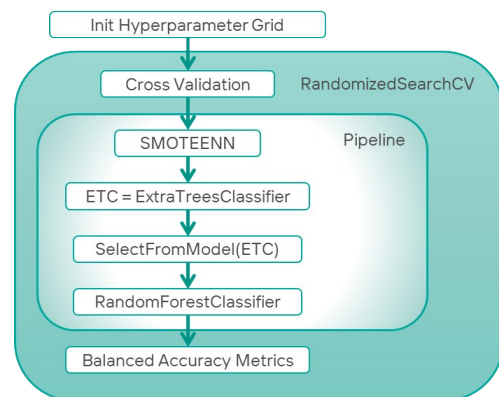 Init Hyperparameter Grid
Cross Validation
RandomizedSearchCV
SMOTEENN
Pipeline
ETC = ExtraTreesClassifier
SelectFromModel(ETC)
RandomForestClassifier
Balanced Accuracy Metrics